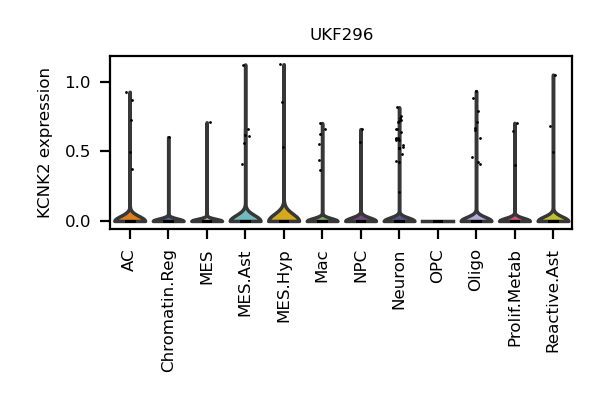 UKF296
KCNK2 expression
1.0
0.5
0.0
AC
Chromatin.Reg
MES
MES.Ast
MES.Hyp
Mac
NPC
Neuron
OPC
Oligo
Prolif.Metab
Reactive.Ast